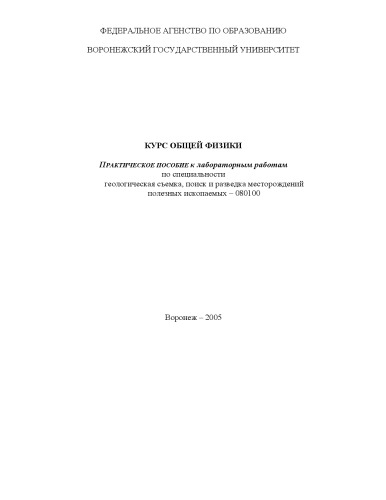 ФЕДЕРАЛЬНОЕ АГЕНСТВО ПО ОБРАЗОВАНИЮ
ВОРОНЕЖСКИЙ ГОСУДАРСТВЕННЫЙ УНИВЕРСИТЕТ
КУРС ОБЩЕЙ ФИЗИКИ
ПРАКТИЧЕСКОЕ ПОСОБИЕ к лабораторным работам
по специальности
геологическая съемка, поиск и разведка месторождений
полезных ископаемых – 080100
Воронеж – 2005